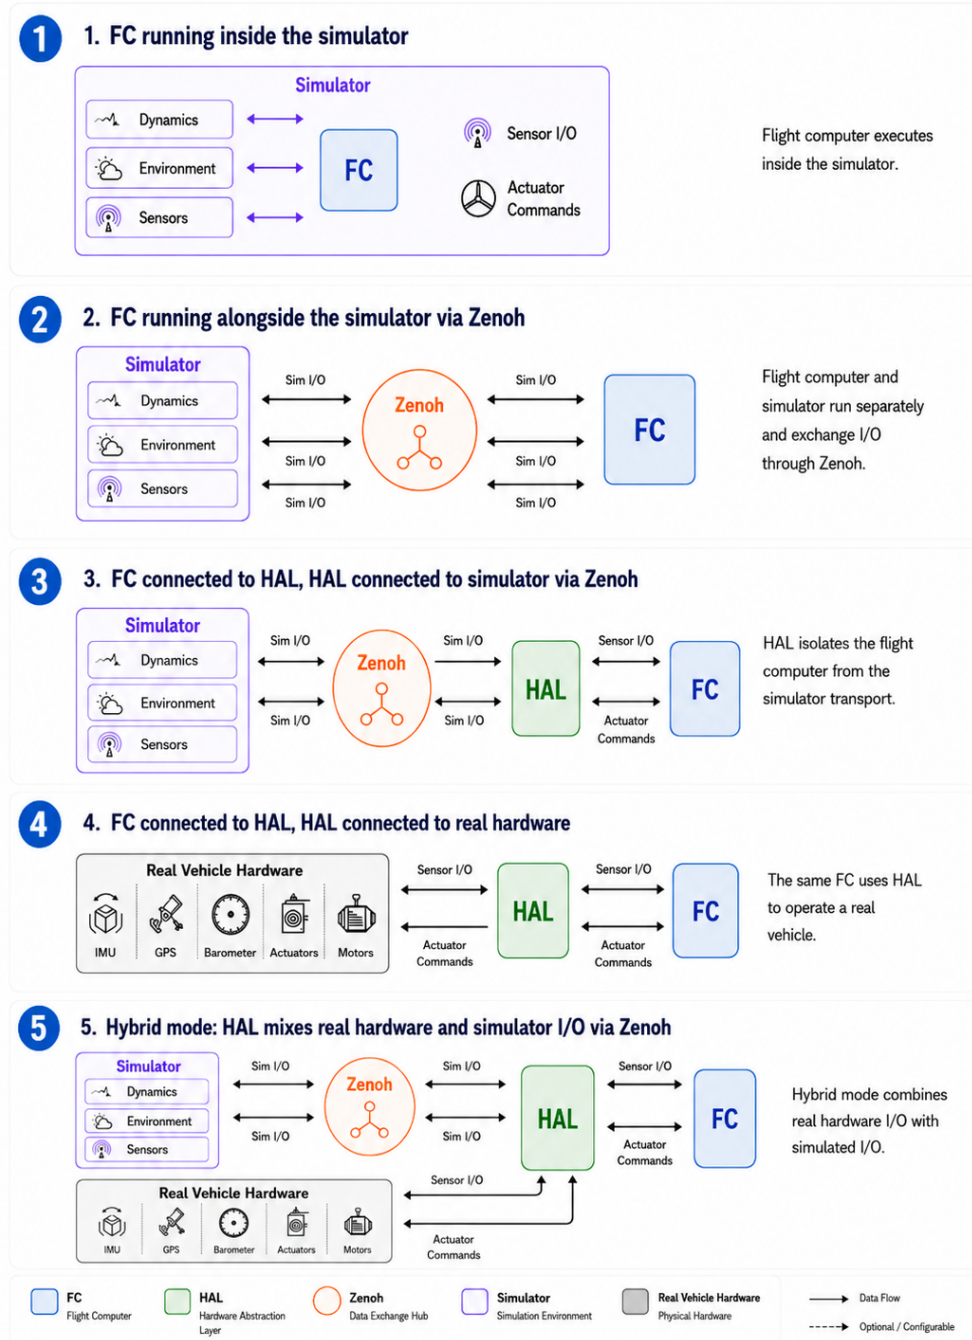 1
1. FC running inside the simulator
Simulator
Dynamics
Environment
Sensors
FC
Sensor I/O
Actuator
Commands
Flight computer executes
inside the simulator.
2
2. FC running alongside the simulator via Zenoh
Simulator
Dynamics
Environment
Sensors
Sim I/O
Sim I/O
Sim I/O
Zenoh
Sim I/O
Sim I/O
Sim I/O
FC
Flight computer and
simulator run separately
and exchange I/O
through Zenoh.
3
3. FC connected to HAL, HAL connected to simulator via Zenoh
Simulator
Dynamics
Environment
Sensors
Sim I/O
Sim I/O
Zenoh
Sim I/O
Sim I/O
HAL
Sensor I/O
Actuator
Commands
FC
HAL isolates the flight
computer from the
simulator transport.
4
4. FC connected to HAL, HAL connected to real hardware
Real Vehicle Hardware
IMU
GPS
Barometer
Actuators
Motors
Sensor I/O
Actuator
Commands
HAL
Sensor I/O
Actuator
Commands
FC
The same FC uses HAL
to operate a real
vehicle.
5
5. Hybrid mode: HAL mixes real hardware and simulator I/O via Zenoh
Simulator
Dynamics
Environment
Sensors
Sim I/O
Sim I/O
Zenoh
Sim I/O
Sim I/O
HAL
Sensor I/O
Actuator
Commands
FC
Hybrid mode combines
real hardware I/O with
simulated I/O.
Real Vehicle Hardware
IMU
GPS
Barometer
Actuators
Motors
Sensor I/O
Actuator
Commands
FC
Flight Computer
HAL
Hardware Abstraction
Layer
Zenoh
Data Exchange Hub
Simulator
Simulation Environment
Real Vehicle Hardware
Physical Hardware
Data Flow
Optional / Configurable